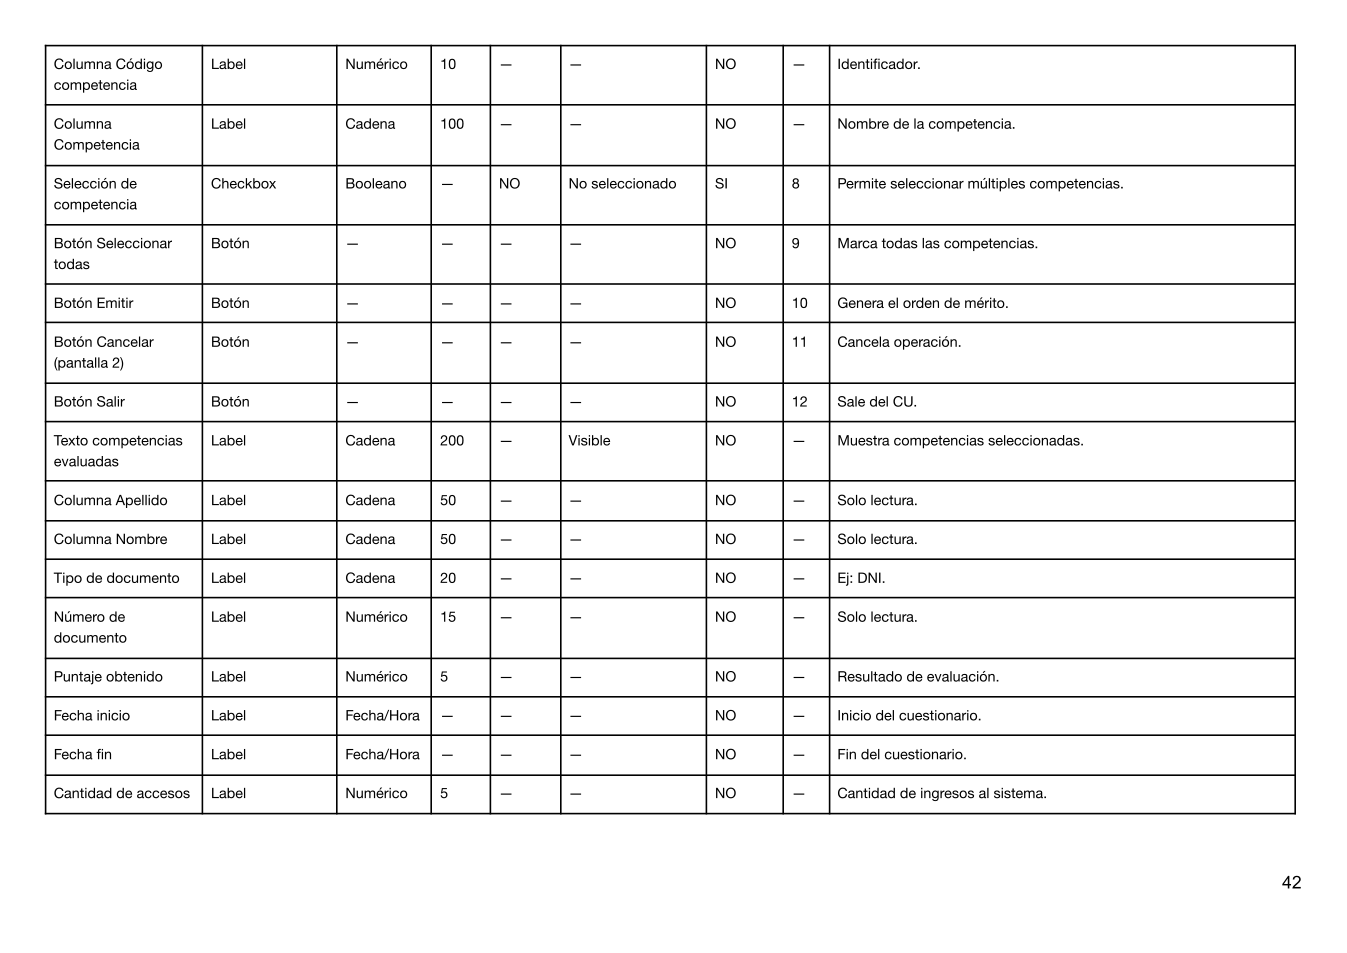 Columna Código competencia Label Numérico 10 — — NO — Identificador.
Columna Competencia Label Cadena 100 — — NO — Nombre de la competencia.
Selección de competencia Checkbox Booleano — NO No seleccionado SI 8 Permite seleccionar múltiples competencias.
Botón Seleccionar todas Botón — — — — NO 9 Marca todas las competencias.
Botón Emitir Botón — — — — NO 10 Genera el orden de mérito.
Botón Cancelar (pantalla 2) Botón — — — — NO 11 Cancela operación.
Botón Salir Botón — — — — NO 12 Sale del CU.
Texto competencias evaluadas Label Cadena 200 — Visible NO — Muestra competencias seleccionadas.
Columna Apellido Label Cadena 50 — — NO — Solo lectura.
Columna Nombre Label Cadena 50 — — NO — Solo lectura.
Tipo de documento Label Cadena 20 — — NO — Ej: DNI.
Número de documento Label Numérico 15 — — NO — Solo lectura.
Puntaje obtenido Label Numérico 5 — — NO — Resultado de evaluación.
Fecha inicio Label Fecha/Hora — — — NO — Inicio del cuestionario.
Fecha fin Label Fecha/Hora — — — NO — Fin del cuestionario.
Cantidad de accesos Label Numérico 5 — — NO — Cantidad de ingresos al sistema.
42